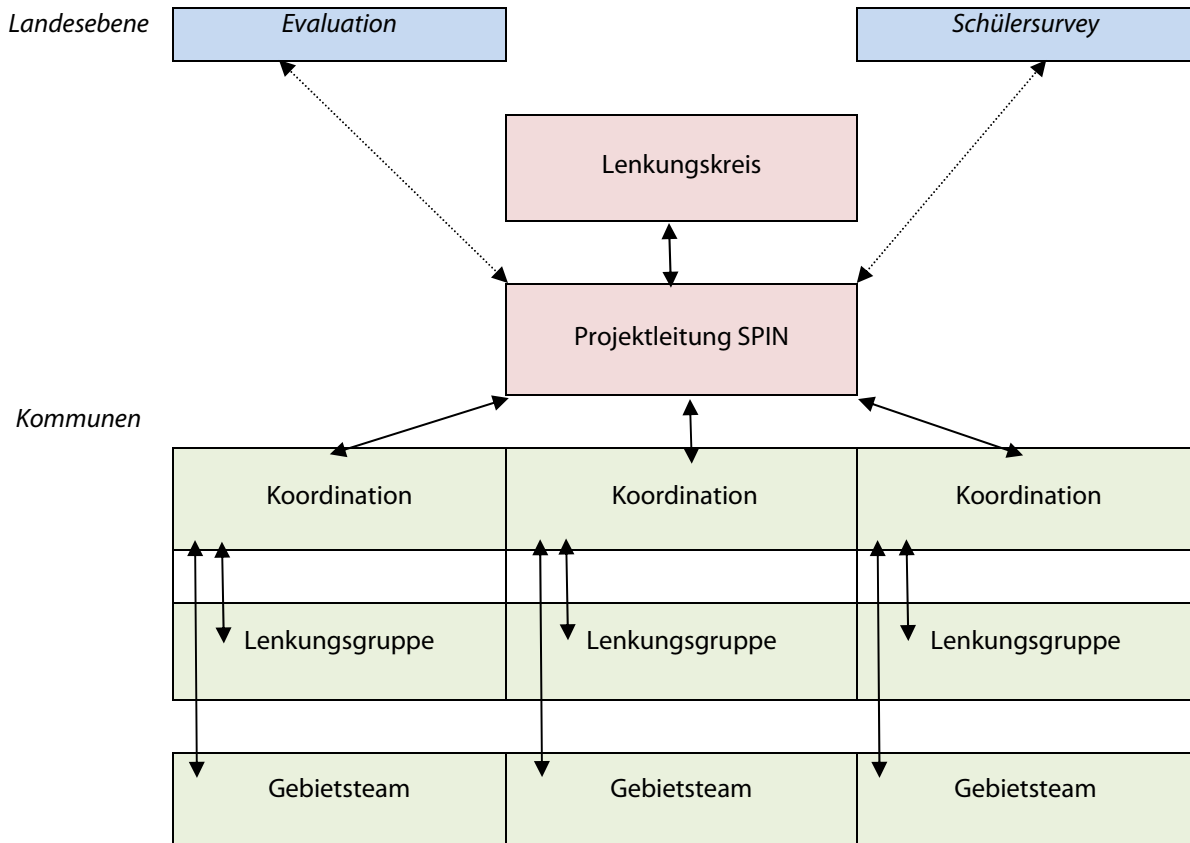 Landesebene
Evaluation
Schülersurvey
Lenkungskreis
Projektleitung SPIN
Kommunen
Koordination
Koordination
Koordination
Lenkungsgruppe
Lenkungsgruppe
Lenkungsgruppe
Gebietsteam
Gebietsteam
Gebietsteam